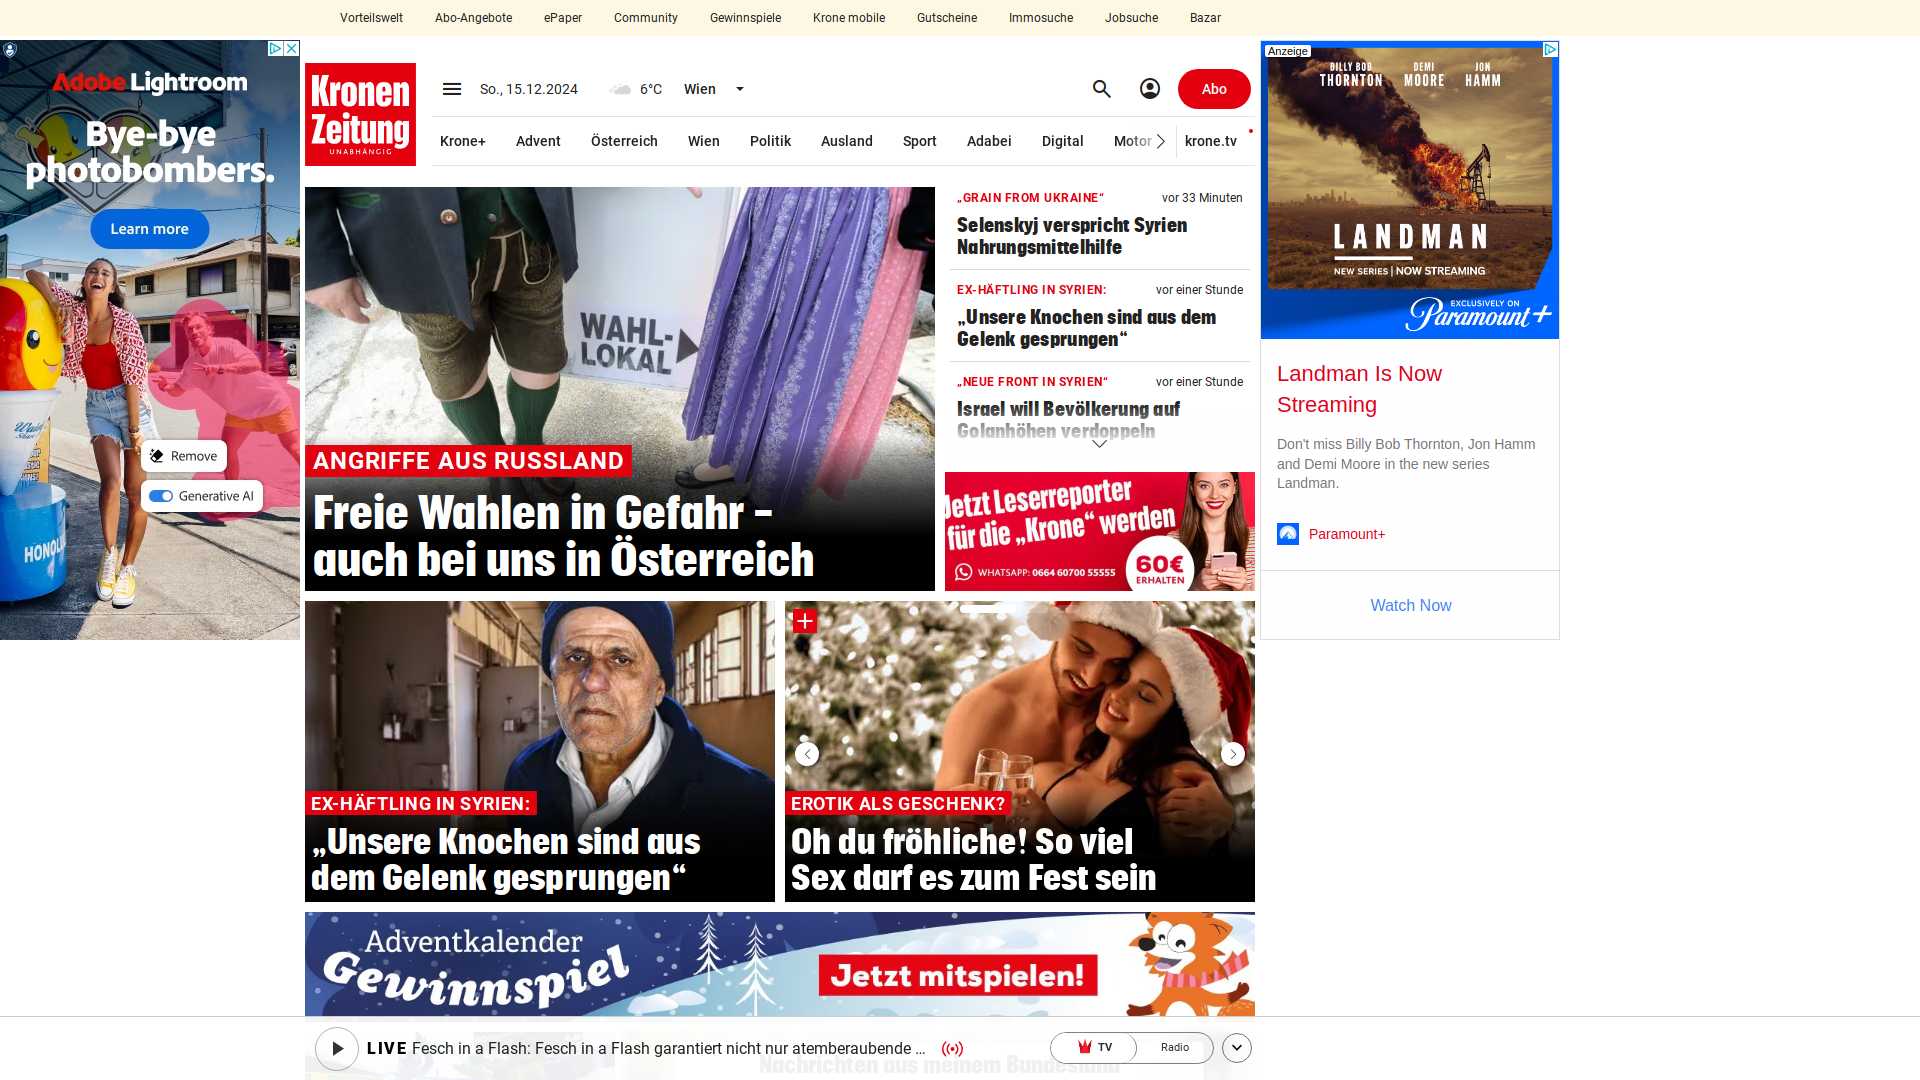 Vorteilswelt
Abo-Angebote
ePaper
Community
Gewinnspiele
Krone mobile
Gutscheine
Immosuche
Jobsuche
Bazar
Adobe Lightroom
Bye-bye
photobombers.
Learn more
Remove
Generative AI
Kronen
Zeitung
UNABHÄNGIG
So., 15.12.2024
6°C
Wien
Abo
Krone+
Advent
Österreich
Wien
Politik
Ausland
Sport
Adabei
Digital
Motor
krone.tv
WAHL-
LOKAL
ANGRIFFE AUS RUSSLAND
Freie Wahlen in Gefahr –
auch bei uns in Österreich
„GRAIN FROM UKRAINE“
vor 33 Minuten
Selenskyj verspricht Syrien
Nahrungsmittelhilfe
EX-HÄFTLING IN SYRIEN:
vor einer Stunde
„Unsere Knochen sind aus dem
Gelenk gesprungen“
„NEUE FRONT IN SYRIEN“
vor einer Stunde
Israel will Bevölkerung auf
Golanhöhen verdoppeln
Jetzt Leserreporter
für die „Krone“ werden
WHATSAPP: 0664 60700 55555
60€
ERHALTEN
Anzeige
BILLY BOB
THORNTON
DEMI
MOORE
JON
HAMM
LANDMAN
NEW SERIES | NOW STREAMING
EXCLUSIVELY ON
Paramount+
Landman Is Now
Streaming
Don't miss Billy Bob Thornton, Jon Hamm
and Demi Moore in the new series
Landman.
Paramount+
Watch Now
EX-HÄFTLING IN SYRIEN:
„Unsere Knochen sind aus
dem Gelenk gesprungen“
EROTIK ALS GESCHENK?
Oh du fröhliche! So viel
Sex darf es zum Fest sein
Adventkalender
Gewinnspiel
Jetzt mitspielen!
LIVE Fesch in a Flash: Fesch in a Flash garantiert nicht nur atemberaubende ...
TV
Radio
Nachrichten aus meinem Bundesland